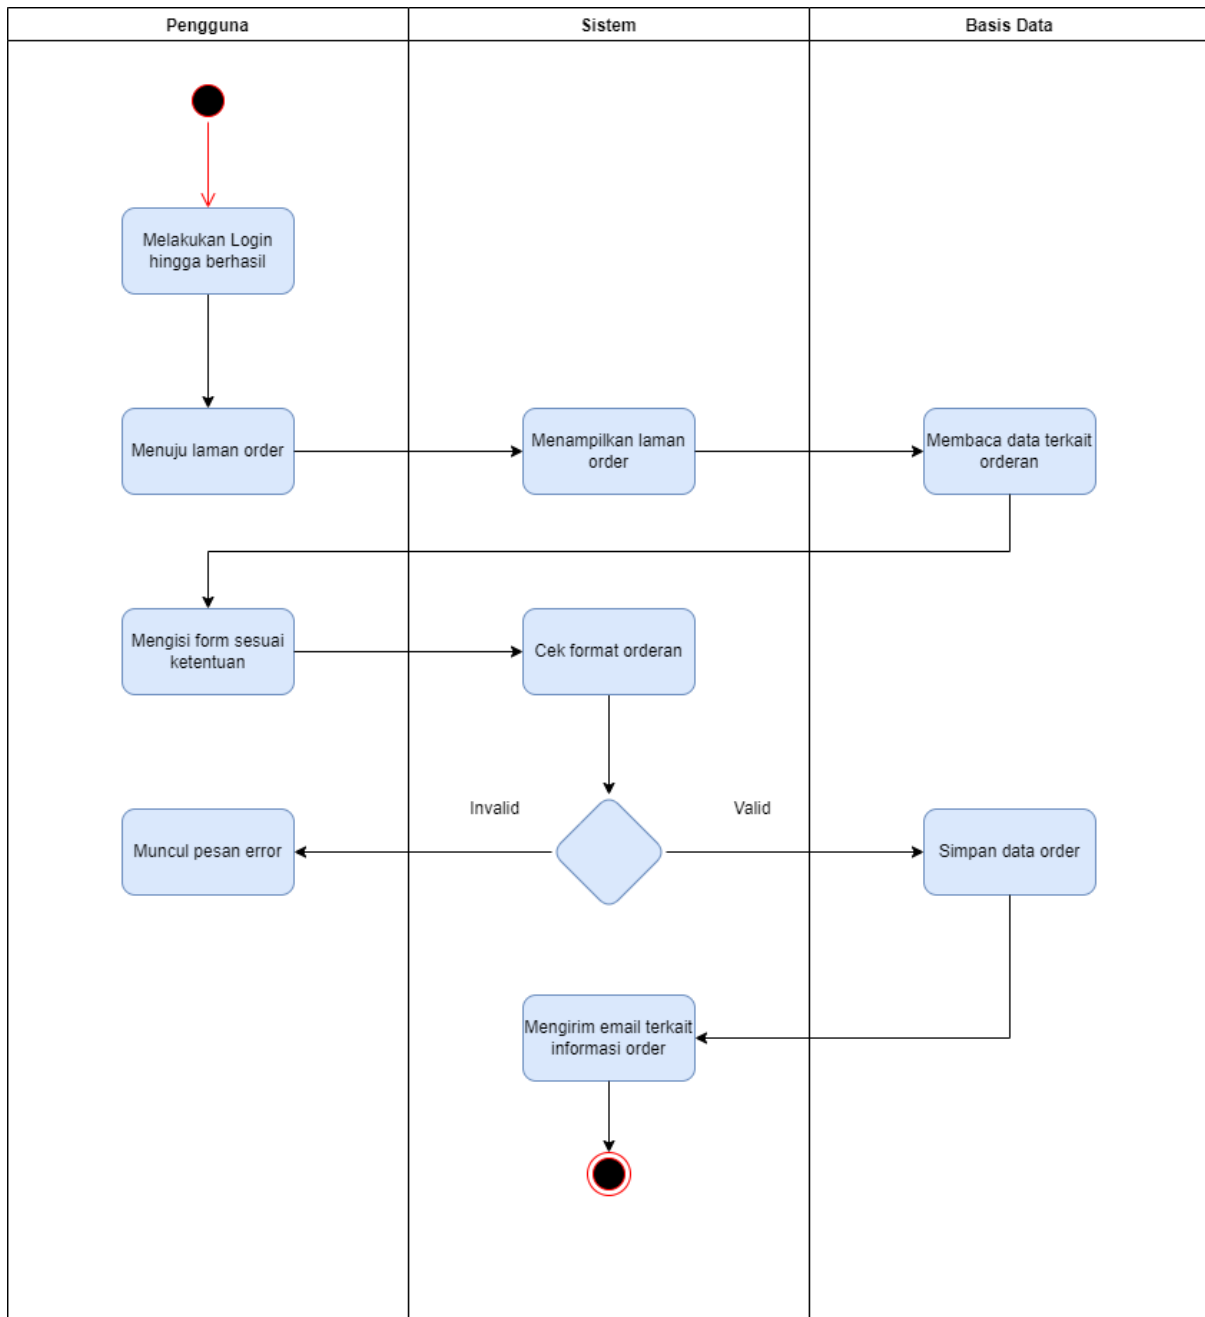 Pengguna
Sistem
Basis Data
Melakukan Login
hingga berhasil
Menuju laman order
Menampilkan laman
order
Membaca data terkait
orderan
Mengisi form sesuai
ketentuan
Cek format orderan
Invalid
Valid
Muncul pesan error
Simpan data order
Mengirim email terkait
informasi order